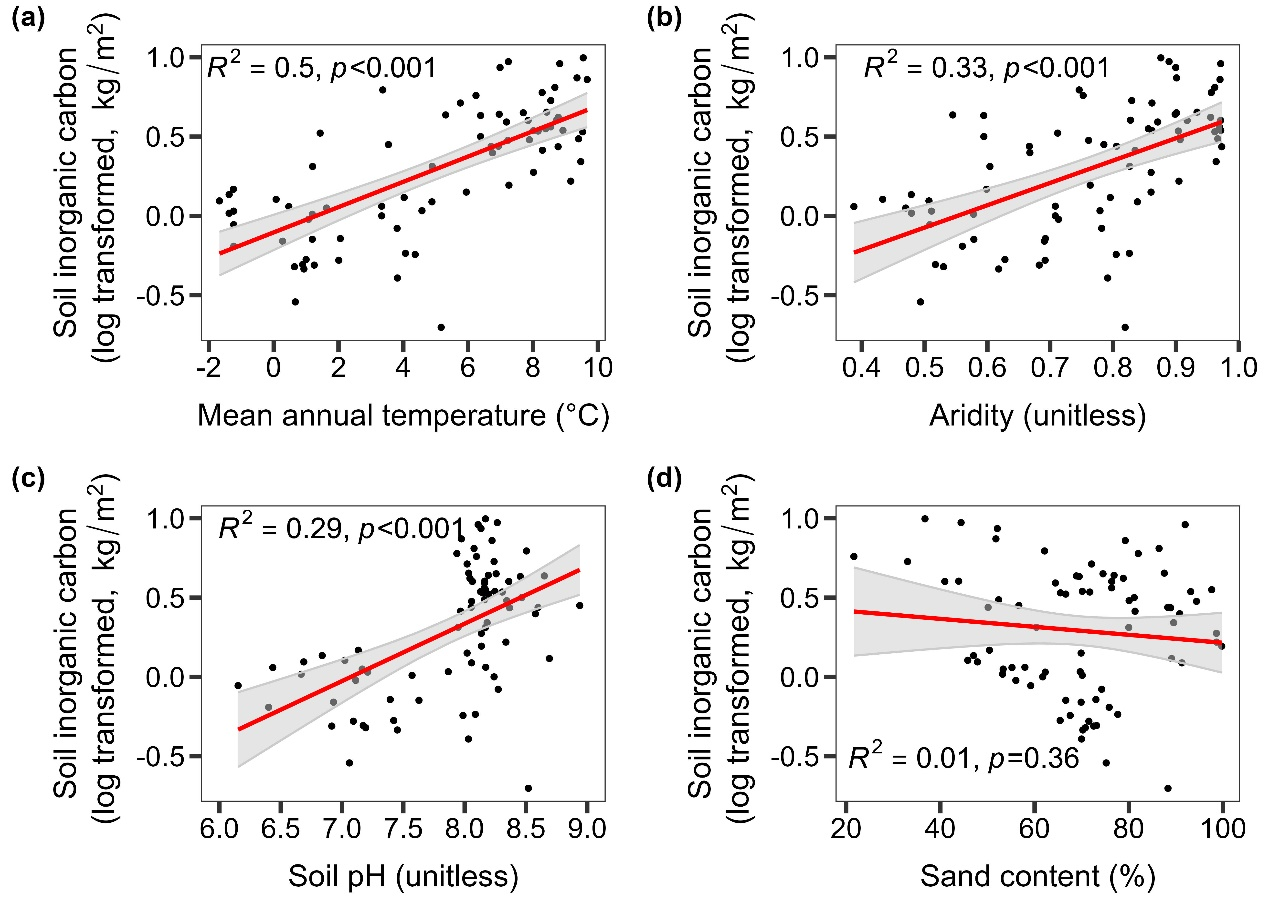 (a)
Soil inorganic carbon
(log transformed, kg/m²)
1.0
0.5
0.0
-0.5
R² = 0.5, p<0.001
-2 0 2 4 6 8 10
Mean annual temperature (°C)
(b)
Soil inorganic carbon
(log transformed, kg/m²)
1.0
0.5
0.0
-0.5
R² = 0.33, p<0.001
0.4 0.5 0.6 0.7 0.8 0.9 1.0
Aridity (unitless)
(c)
Soil inorganic carbon
(log transformed, kg/m²)
1.0
0.5
0.0
-0.5
R² = 0.29, p<0.001
6.0 6.5 7.0 7.5 8.0 8.5 9.0
Soil pH (unitless)
(d)
Soil inorganic carbon
(log transformed, kg/m²)
1.0
0.5
0.0
-0.5
R² = 0.01, p=0.36
20 40 60 80 100
Sand content (%)